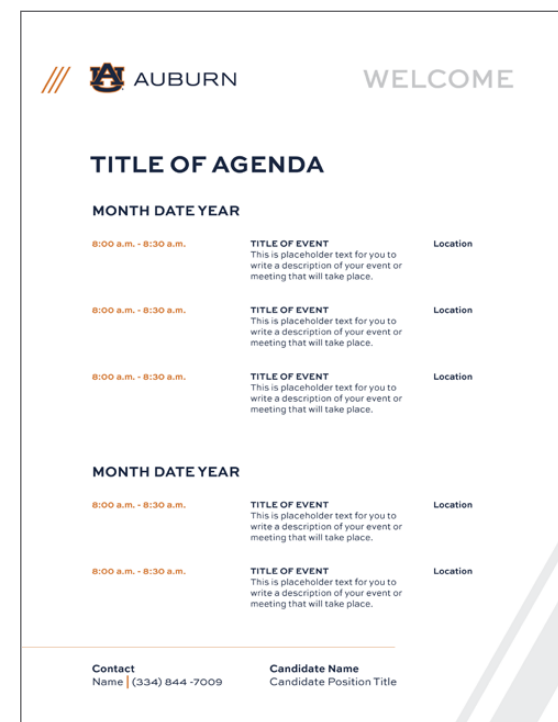 AU AUBURN
WELCOME
TITLE OF AGENDA
MONTH DATE YEAR
8:00 a.m. - 8:30 a.m.
TITLE OF EVENT
Location
This is placeholder text for you to
write a description of your event or
meeting that will take place.
8:00 a.m. - 8:30 a.m.
TITLE OF EVENT
Location
This is placeholder text for you to
write a description of your event or
meeting that will take place.
8:00 a.m. - 8:30 a.m.
TITLE OF EVENT
Location
This is placeholder text for you to
write a description of your event or
meeting that will take place.
MONTH DATE YEAR
8:00 a.m. - 8:30 a.m.
TITLE OF EVENT
Location
This is placeholder text for you to
write a description of your event or
meeting that will take place.
8:00 a.m. - 8:30 a.m.
TITLE OF EVENT
Location
This is placeholder text for you to
write a description of your event or
meeting that will take place.
Contact
Name | (334) 844 -7009
Candidate Name
Candidate Position Title